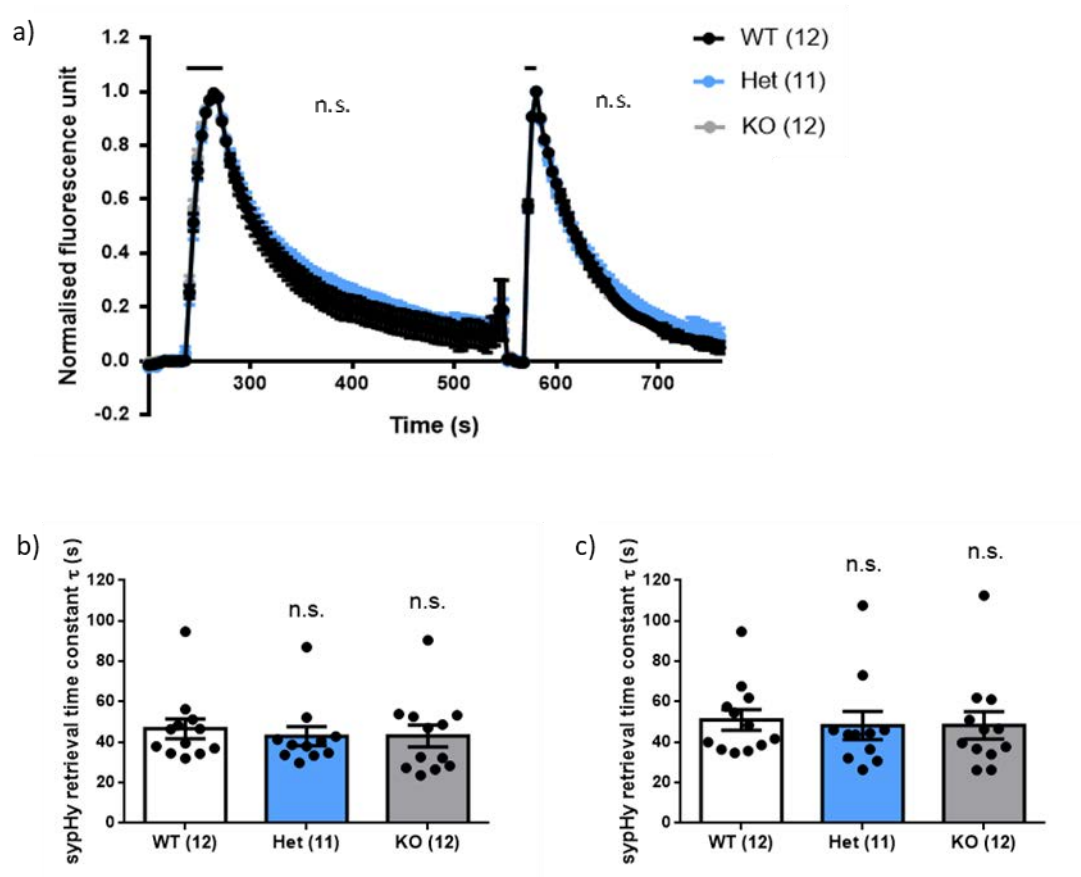 a)
Normalised fluorescence unit
1.2
1.0
0.8
0.6
0.4
0.2
0.0
-0.2
n.s.
n.s.
WT (12)
Het (11)
KO (12)
300
400
500
600
700
Time (s)
b)
sypHy retrieval time constant τ (s)
120
100
80
60
40
20
0
n.s.
n.s.
WT (12)
Het (11)
KO (12)
c)
sypHy retrieval time constant τ (s)
120
100
80
60
40
20
0
n.s.
n.s.
WT (12)
Het (11)
KO (12)